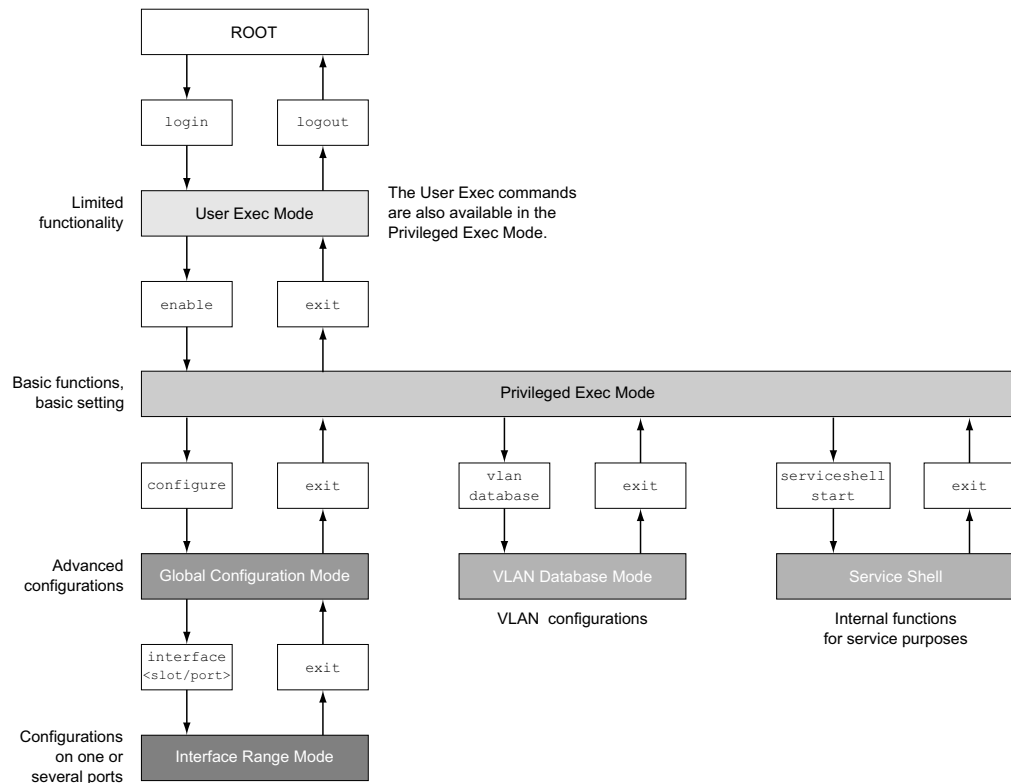 ROOT
login
logout
Limited
functionality
User Exec Mode
The User Exec commands
are also available in the
Privileged Exec Mode.
enable
exit
Basic functions,
basic setting
Privileged Exec Mode
configure
exit
vlan
database
exit
serviceshell
start
exit
Advanced
configurations
Global Configuration Mode
VLAN Database Mode
Service Shell
VLAN configurations
Internal functions
for service purposes
interface
<slot/port>
exit
Configurations
on one or
several ports
Interface Range Mode